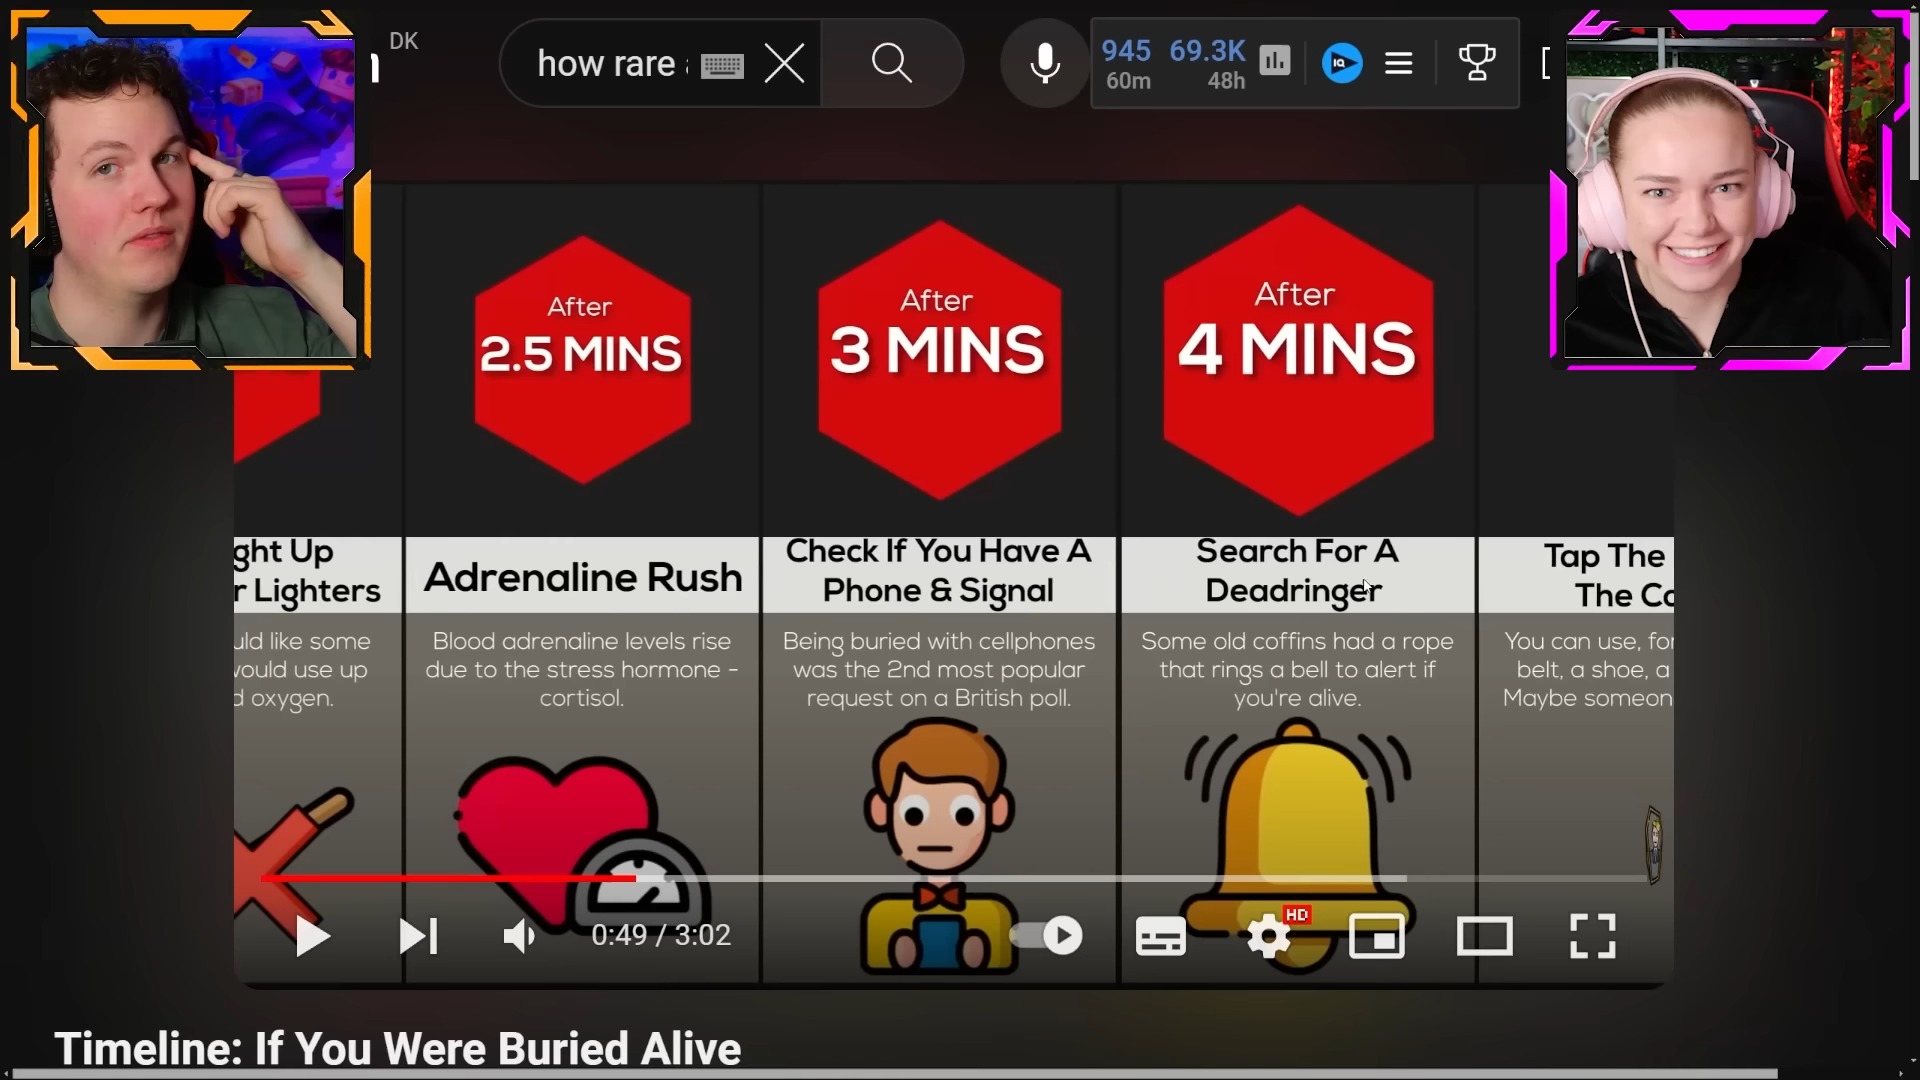 DK
how rare
945
60m
69.3K
48h
IQ
After
2.5 MINS
After
3 MINS
After
4 MINS
ght Up
r Lighters
uld like some
would use up
d oxygen.
Adrenaline Rush
Blood adrenaline levels rise
due to the stress hormone -
cortisol.
Check If You Have A
Phone & Signal
Being buried with cellphones
was the 2nd most popular
request on a British poll.
Search For A
Deadringer
Some old coffins had a rope
that rings a bell to alert if
you're alive.
Tap The
The Co
You can use, for
belt, a shoe, a
Maybe someon
0:49 / 3:02
HD
Timeline: If You Were Buried Alive